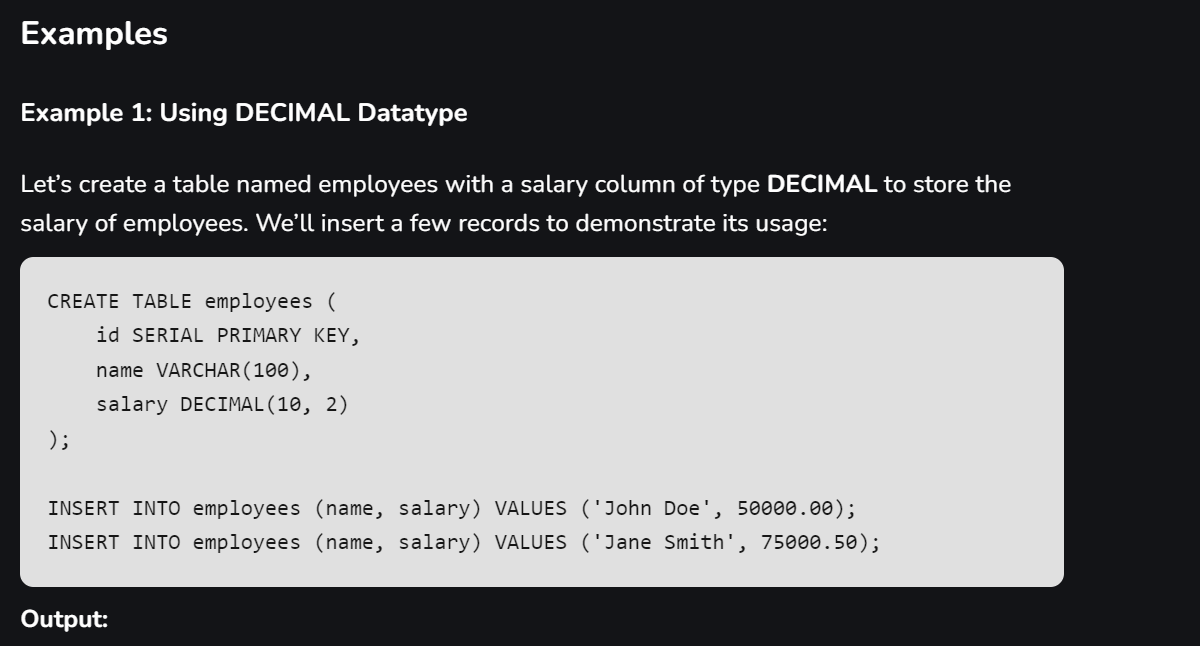 Examples
Example 1: Using DECIMAL Datatype
Let’s create a table named employees with a salary column of type DECIMAL to store the
salary of employees. We’ll insert a few records to demonstrate its usage:
CREATE TABLE employees (
    id SERIAL PRIMARY KEY,
    name VARCHAR(100),
    salary DECIMAL(10, 2)
);
INSERT INTO employees (name, salary) VALUES ('John Doe', 50000.00);
INSERT INTO employees (name, salary) VALUES ('Jane Smith', 75000.50);
Output: